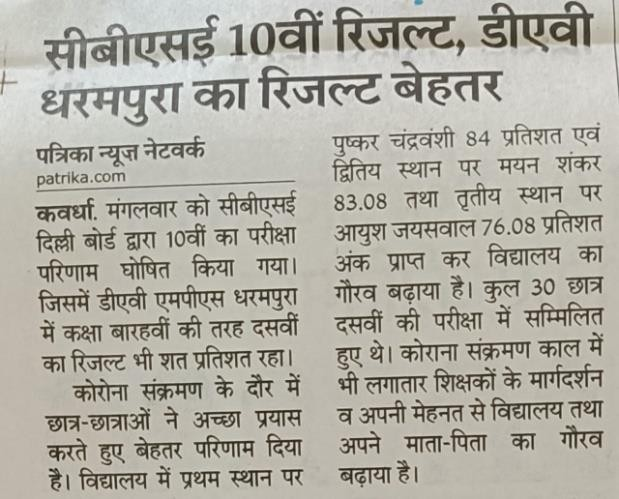 सीबीएसई 10वीं रिजल्ट, डीएवी
धरमपुरा का रिजल्ट बेहतर
पत्रिका न्यूज़ नेटवर्क
patrika.com
कवर्धा. मंगलवार को सीबीएसई
दिल्ली बोर्ड द्वारा 10वीं का परीक्षा
परिणाम घोषित किया गया।
जिसमें डीएवी एमपीएस धरमपुरा
में कक्षा बारहवीं की तरह दसवीं
का रिजल्ट भी शत प्रतिशत रहा।
कोरोना संक्रमण के दौर में
छात्र-छात्राओं ने अच्छा प्रयास
करते हुए बेहतर परिणाम दिया
है। विद्यालय में प्रथम स्थान पर
पुष्कर चंद्रवंशी 84 प्रतिशत एवं
द्वितिय स्थान पर मयन शंकर
83.08 तथा तृतीय स्थान पर
आयुश जयसवाल 76.08 प्रतिशत
अंक प्राप्त कर विद्यालय का
गौरव बढ़ाया है। कुल 30 छात्र
दसवीं की परीक्षा में सम्मिलित
हुए थे। कोराना संक्रमण काल में
भी लगातार शिक्षकों के मार्गदर्शन
व अपनी मेहनत से विद्यालय तथा
अपने माता-पिता का गौरव
बढ़ाया है।